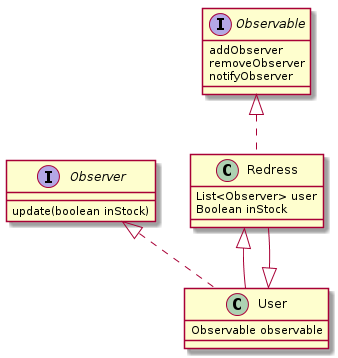 I Observable
addObserver
removeObserver
notifyObserver
I Observer
update(boolean inStock)
C Redress
List<Observer> user
Boolean inStock
C User
Observable observable